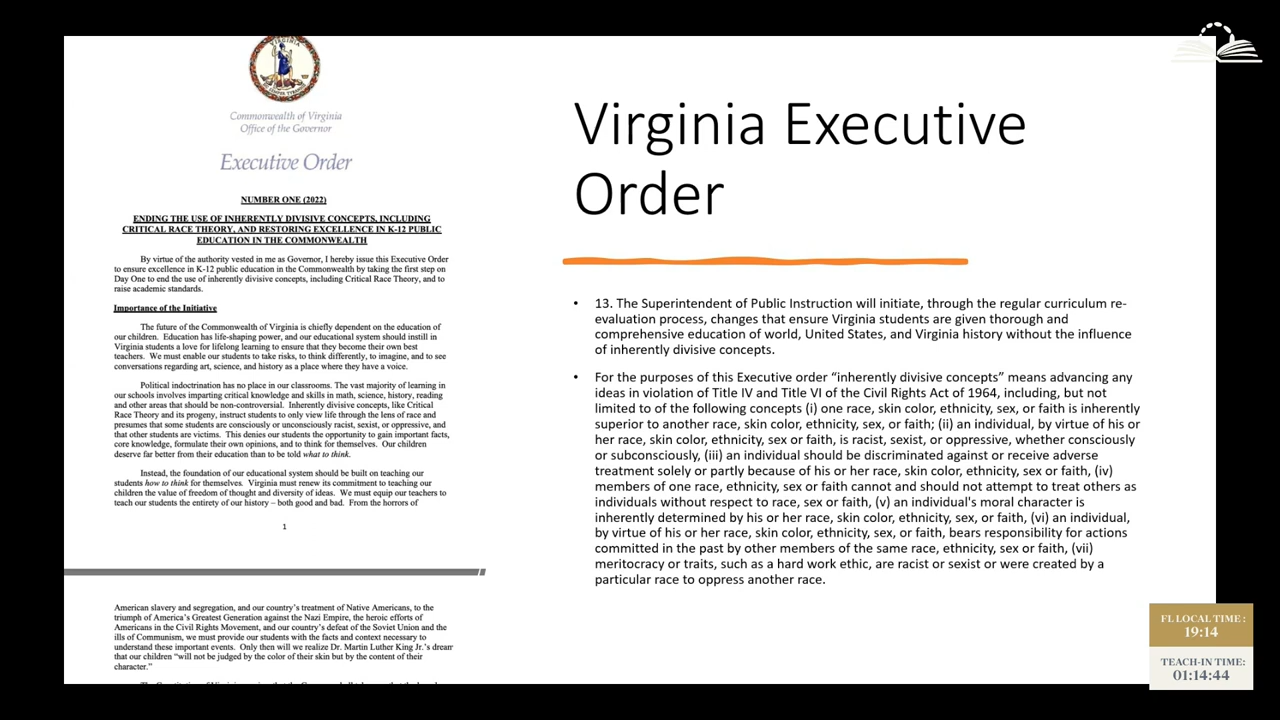 VIRGINIA
Commonwealth of Virginia
Office of the Governor
Executive Order
NUMBER ONE (2022)
ENDING THE USE OF INHERENTLY DIVISIVE CONCEPTS, INCLUDING
CRITICAL RACE THEORY, AND RESTORING EXCELLENCE IN K-12 PUBLIC
EDUCATION IN THE COMMONWEALTH
By virtue of the authority vested in me as Governor, I hereby issue this Executive Order
to ensure excellence in K-12 public education in the Commonwealth by taking the first step on
Day One to end the use of inherently divisive concepts, including Critical Race Theory, and to
raise academic standards.
Importance of the Initiative
The future of the Commonwealth of Virginia is chiefly dependent on the education of
our children. Education has life-shaping power, and our educational system should instill in
Virginia students a love for lifelong learning to ensure that they become their own best
teachers. We must enable our students to take risks, to think differently, to imagine, and to see
conversations regarding art, science, and history as a place where they have a voice.
Political indoctrination has no place in our classrooms. The vast majority of learning in
our schools involves imparting critical knowledge and skills in math, science, history, reading
and other areas that should be non-controversial. Inherently divisive concepts, like Critical
Race Theory and its progeny, instruct students to only view life through the lens of race and
presumes that some students are consciously or unconsciously racist, sexist, or oppressive, and
that other students are victims. This denies our students the opportunity to gain important facts,
core knowledge, formulate their own opinions, and to think for themselves. Our children
deserve far better from their education than to be told what to think.
Instead, the foundation of our educational system should be built on teaching our
students how to think for themselves. Virginia must renew its commitment to teaching our
children the value of freedom of thought and diversity of ideas. We must equip our teachers to
teach our students the entirety of our history – both good and bad. From the horrors of
1
American slavery and segregation, and our country's treatment of Native Americans, to the
triumph of America's Greatest Generation against the Nazi Empire, the heroic efforts of
Americans in the Civil Rights Movement, and our country's defeat of the Soviet Union and the
ills of Communism, we must provide our students with the facts and context necessary to
understand these important events. Only then will we realize Dr. Martin Luther King Jr.'s dream
that our children “will not be judged by the color of their skin but by the content of their
character.”
Virginia Executive
Order
• 13. The Superintendent of Public Instruction will initiate, through the regular curriculum re-
evaluation process, changes that ensure Virginia students are given thorough and
comprehensive education of world, United States, and Virginia history without the influence
of inherently divisive concepts.
• For the purposes of this Executive order “inherently divisive concepts” means advancing any
ideas in violation of Title IV and Title VI of the Civil Rights Act of 1964, including, but not
limited to of the following concepts (i) one race, skin color, ethnicity, sex, or faith is inherently
superior to another race, skin color, ethnicity, sex, or faith; (ii) an individual, by virtue of his or
her race, skin color, ethnicity, sex or faith, is racist, sexist, or oppressive, whether consciously
or subconsciously, (iii) an individual should be discriminated against or receive adverse
treatment solely or partly because of his or her race, skin color, ethnicity, sex or faith, (iv)
members of one race, ethnicity, sex or faith cannot and should not attempt to treat others as
individuals without respect to race, sex or faith, (v) an individual's moral character is
inherently determined by his or her race, skin color, ethnicity, sex, or faith, (vi) an individual,
by virtue of his or her race, skin color, ethnicity, sex, or faith, bears responsibility for actions
committed in the past by other members of the same race, ethnicity, sex or faith, (vii)
meritocracy or traits, such as a hard work ethic, are racist or sexist or were created by a
particular race to oppress another race.
FL LOCAL TIME :
19:14
TEACH-IN TIME:
01:14:44